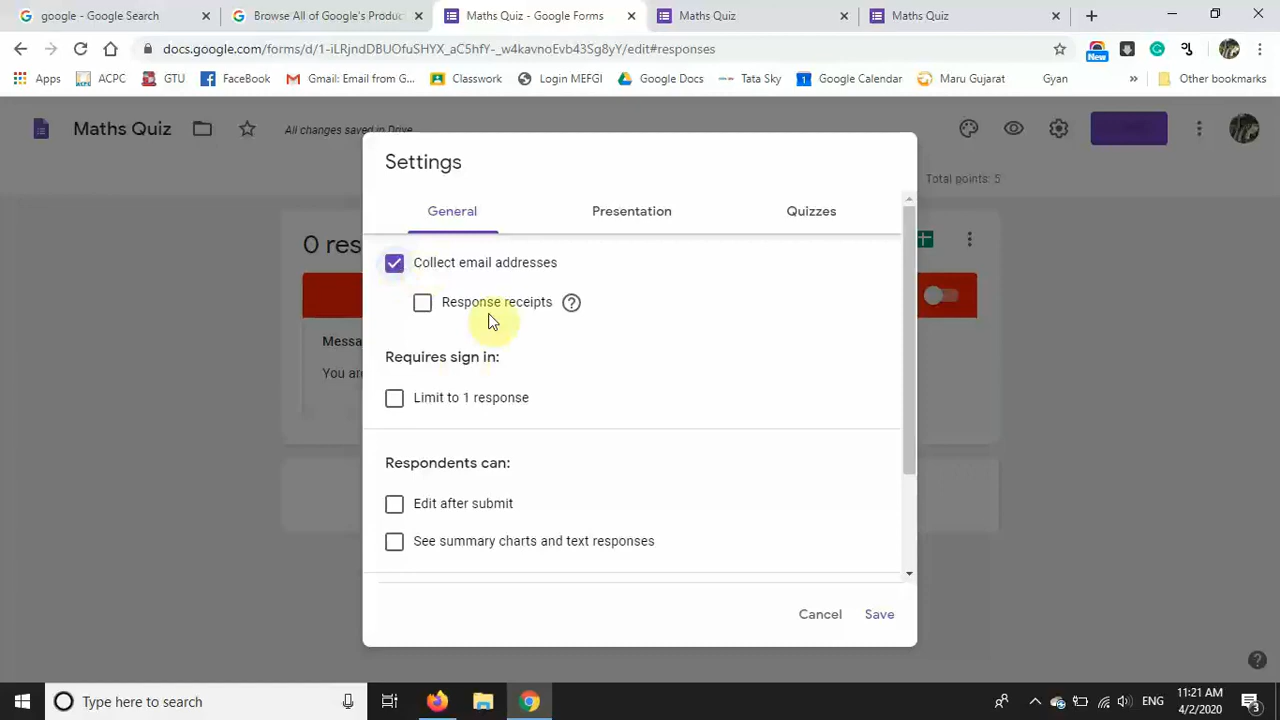 google - Google Search
Browse All of Google's Produc
Maths Quiz - Google Forms
Maths Quiz
Maths Quiz
docs.google.com/forms/d/1-iLRjndDBUOfuSHYX_aC5hfY-_w4kavnoEvb43Sg8yY/edit#responses
New
Apps
ACPC
GTU
FaceBook
Gmail: Email from G...
Classwork
Login MEFGI
Google Docs
Tata Sky
Google Calendar
Maru Gujarat
Gyan
Other bookmarks
Maths Quiz
All changes saved in Drive
Total points: 5
Settings
General
Presentation
Quizzes
0 res
Collect email addresses
Response receipts
Messa
Requires sign in:
You are
Limit to 1 response
Respondents can:
Edit after submit
See summary charts and text responses
Cancel
Save
Type here to search
ENG
11:21 AM
4/2/2020
3